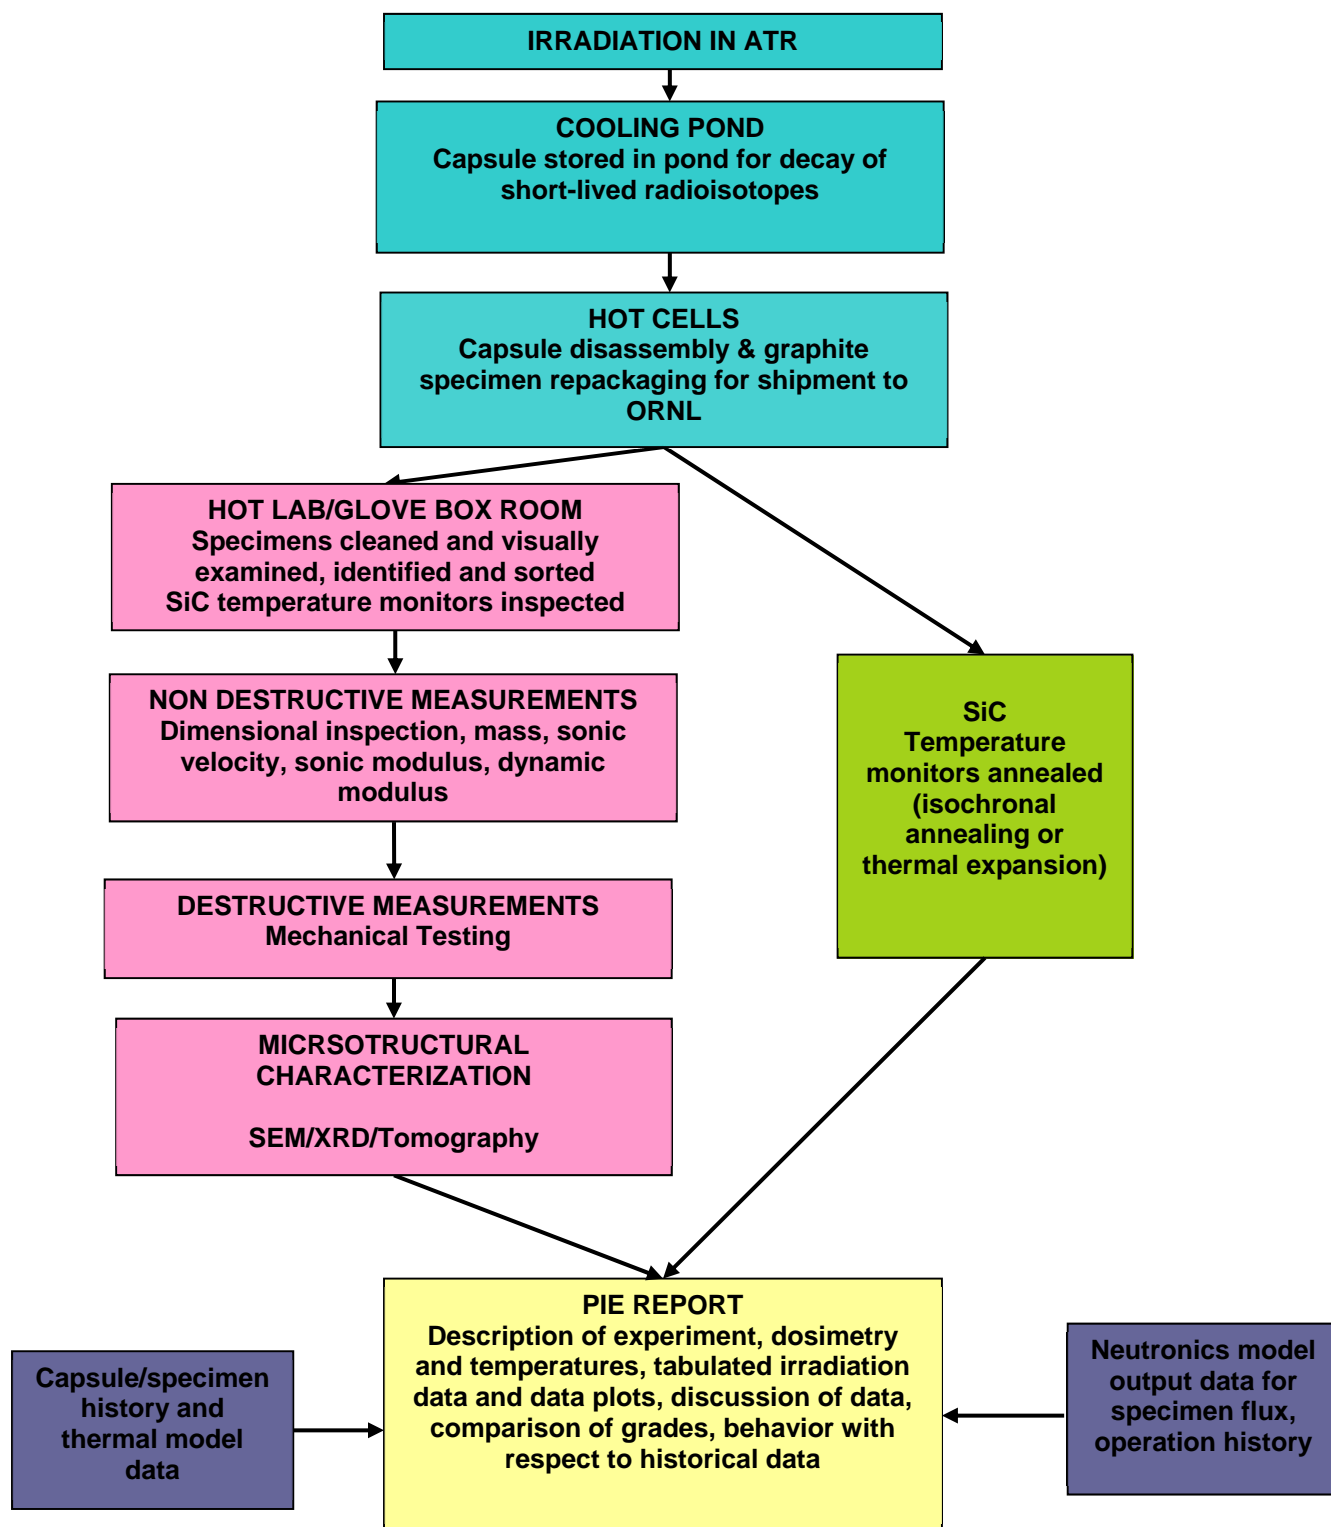 IRRADIATION IN ATR
COOLING POND
Capsule stored in pond for decay of
short-lived radioisotopes
HOT CELLS
Capsule disassembly & graphite
specimen repackaging for shipment to
ORNL
HOT LAB/GLOVE BOX ROOM
Specimens cleaned and visually
examined, identified and sorted
SiC temperature monitors inspected
NON DESTRUCTIVE MEASUREMENTS
Dimensional inspection, mass, sonic
velocity, sonic modulus, dynamic
modulus
SiC
Temperature
monitors annealed
(isochronal
annealing or
thermal expansion)
DESTRUCTIVE MEASUREMENTS
Mechanical Testing
MICRSOTRUCTURAL
CHARACTERIZATION
SEM/XRD/Tomography
PIE REPORT
Description of experiment, dosimetry
and temperatures, tabulated irradiation
data and data plots, discussion of data,
comparison of grades, behavior with
respect to historical data
Capsule/specimen
history and
thermal model
data
Neutronics model
output data for
specimen flux,
operation history